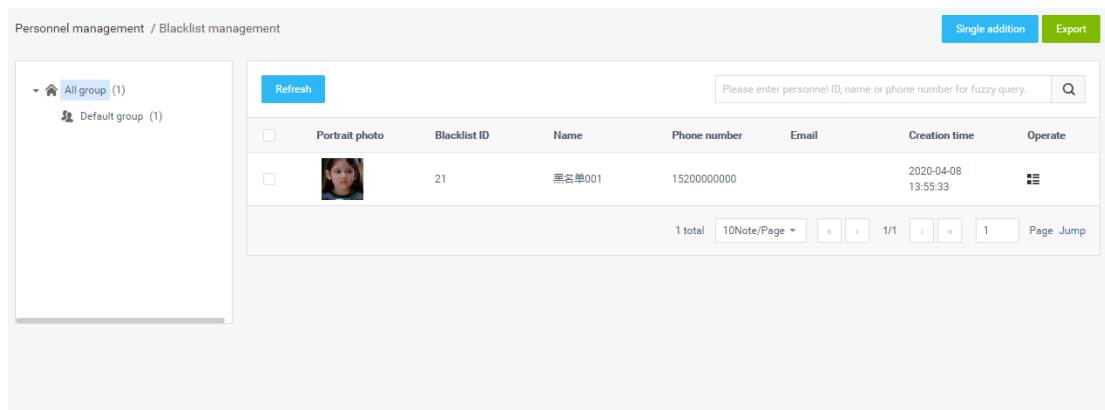 Personnel management / Blacklist management
Single addition
Export
All group (1)
Default group (1)
Refresh
Please enter personnel ID, name or phone number for fuzzy query.
Portrait photo Blacklist ID Name Phone number Email Creation time Operate
21 黑名单001 15200000000 2020-04-08
13:55:33
1 total 10Note/Page « ‹ 1/1 › » 1 Page Jump